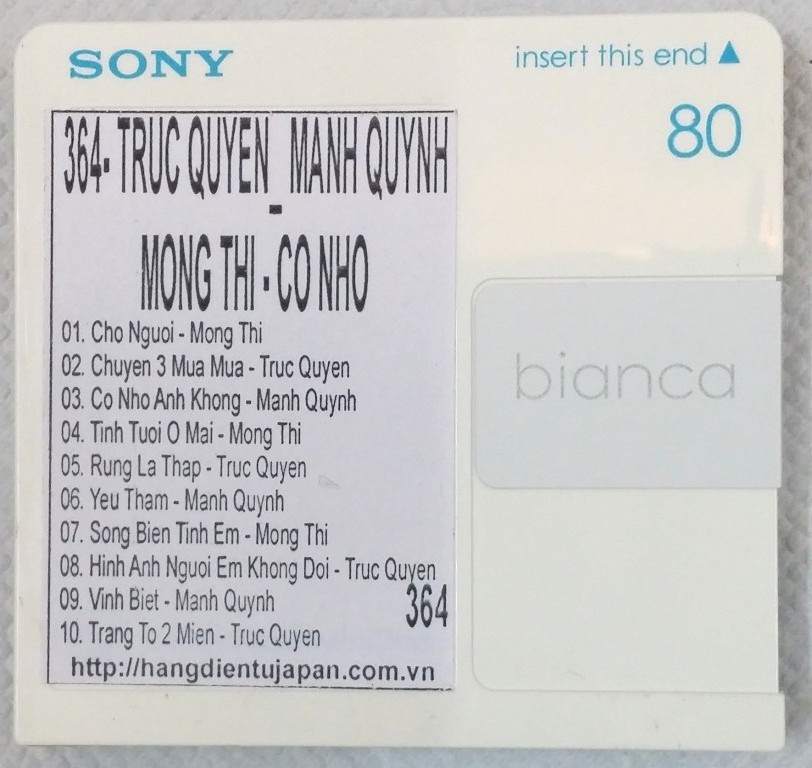 SONY
insert this end ▲
80
364- TRUC QUYEN_MANH QUYNH
-
MONG THI - CO NHO
01. Cho Nguoi - Mong Thi
02. Chuyen 3 Mua Mua - Truc Quyen
03. Co Nho Anh Khong - Manh Quynh
04. Tinh Tuoi O Mai - Mong Thi
05. Rung La Thap - Truc Quyen
06. Yeu Tham - Manh Quynh
07. Song Bien Tinh Em - Mong Thi
08. Hinh Anh Nguoi Em Khong Doi - Truc Quyen
09. Vinh Biet - Manh Quynh
364
10. Trang To 2 Mien - Truc Quyen
http://hangdientujapan.com.vn
bianca